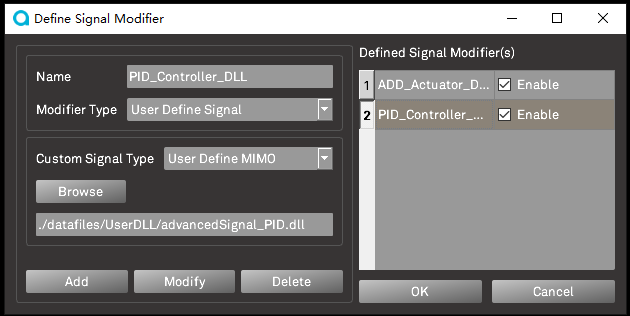 Define Signal Modifier
Name PID_Controller_DLL
Modifier Type User Define Signal
Custom Signal Type User Define MIMO
Browse
./datafiles/UserDLL/advancedSignal_PID.dll
Add Modify Delete
Defined Signal Modifier(s)
1 ADD_Actuator_D... Enable
2 PID_Controller_... Enable
OK Cancel